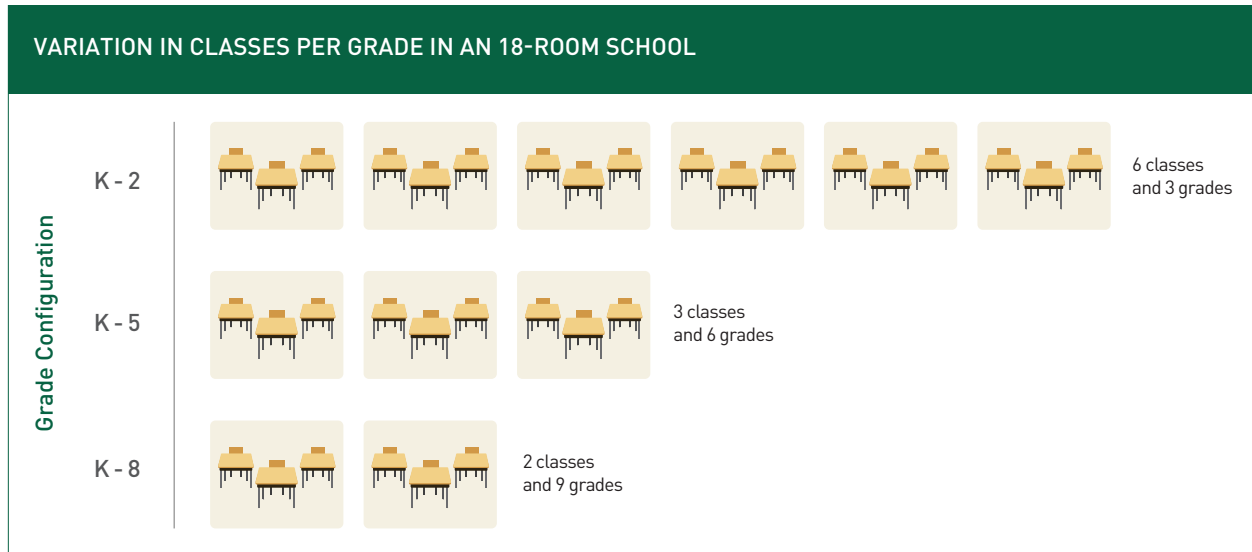 VARIATION IN CLASSES PER GRADE IN AN 18-ROOM SCHOOL
Grade Configuration
K - 2
6 classes
and 3 grades
K - 5
3 classes
and 6 grades
K - 8
2 classes
and 9 grades